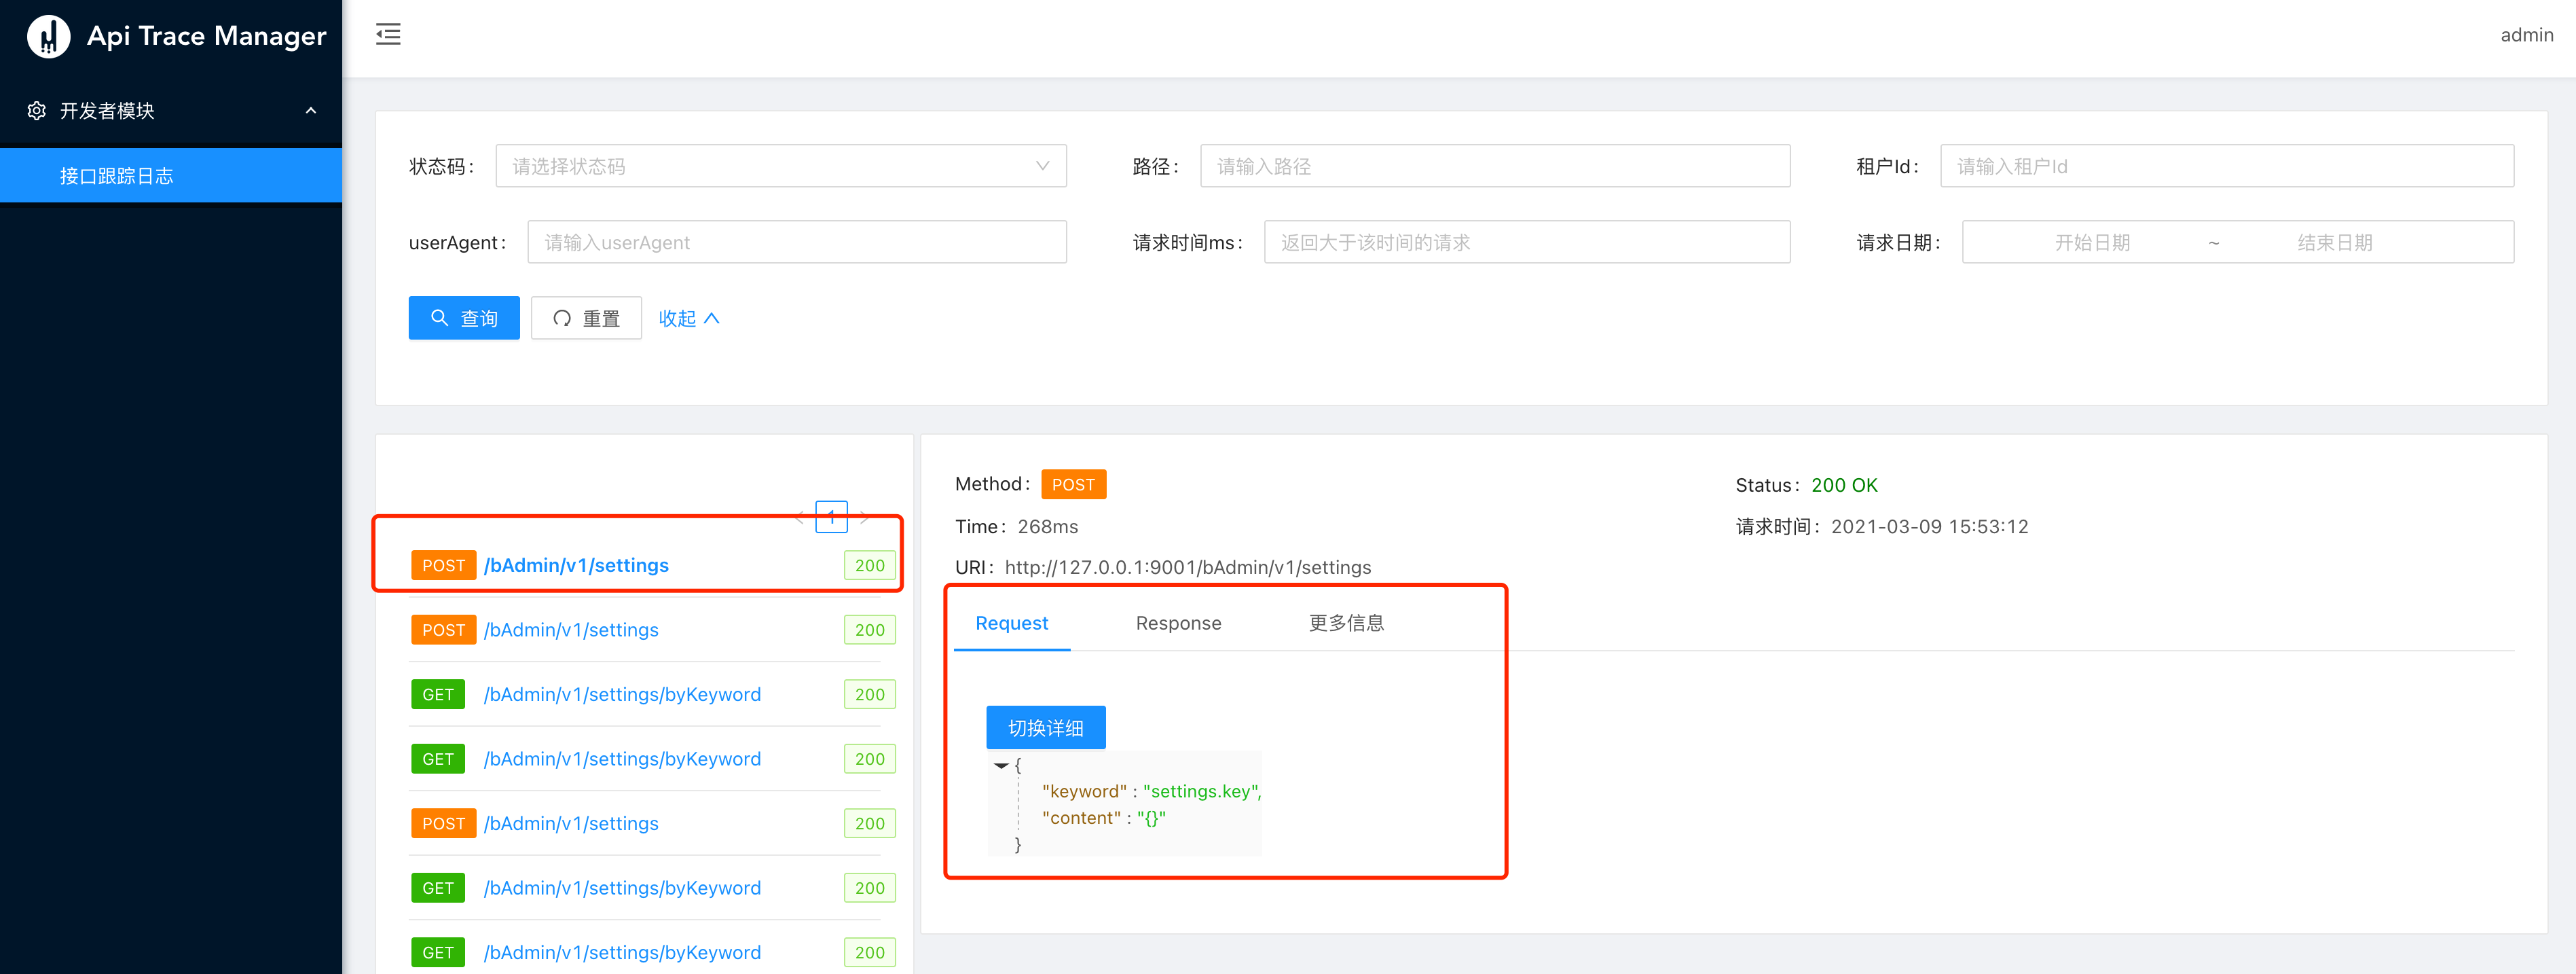 Api Trace Manager
admin
开发者模块
接口跟踪日志
状态码： 请选择状态码
路径： 请输入路径
租户Id： 请输入租户Id
userAgent： 请输入userAgent
请求时间ms： 返回大于该时间的请求
请求日期： 开始日期 ~ 结束日期
查询 重置 收起
1
POST /bAdmin/v1/settings 200
POST /bAdmin/v1/settings 200
GET /bAdmin/v1/settings/byKeyword 200
GET /bAdmin/v1/settings/byKeyword 200
POST /bAdmin/v1/settings 200
GET /bAdmin/v1/settings/byKeyword 200
GET /bAdmin/v1/settings/byKeyword 200
Method： POST
Status： 200 OK
Time： 268ms
请求时间： 2021-03-09 15:53:12
URI： http://127.0.0.1:9001/bAdmin/v1/settings
Request Response 更多信息
切换详细
{
"keyword" : "settings.key",
"content" : "{}"
}